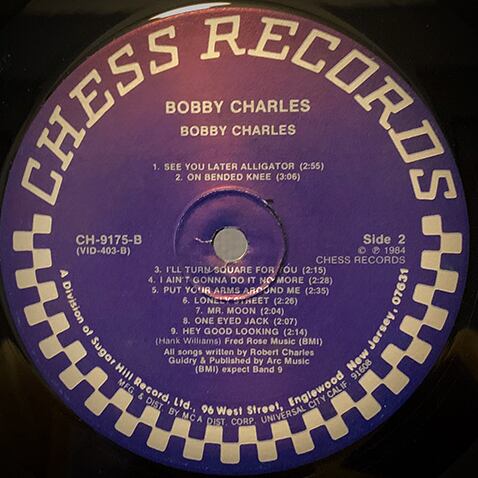 CHESS RECORDS
BOBBY CHARLES
BOBBY CHARLES
1. SEE YOU LATER ALLIGATOR (2:55)
2. ON BENDED KNEE (3:06)
CH-9175-B
(VID-403-B)
Side 2
© ℗ 1984
CHESS RECORDS
3. I'LL TURN SQUARE FOR YOU (2:15)
4. I AIN'T GONNA DO IT NO MORE (2:28)
5. PUT YOUR ARMS AROUND ME (2:35)
6. LONELY STREET (2:26)
7. MR. MOON (2:04)
8. ONE EYED JACK (2:07)
9. HEY GOOD LOOKING (2:14)
(Hank Williams) Fred Rose Music (BMI)
All songs written by Robert Charles
Guidry & Published by Arc Music
(BMI) expect Band 9
A Division of Sugar Hill Record, Ltd., 96 West Street, Englewood New Jersey, 07631
MFG. & DIST. BY MCA DIST. CORP. UNIVERSAL CITY CALIF. 91608